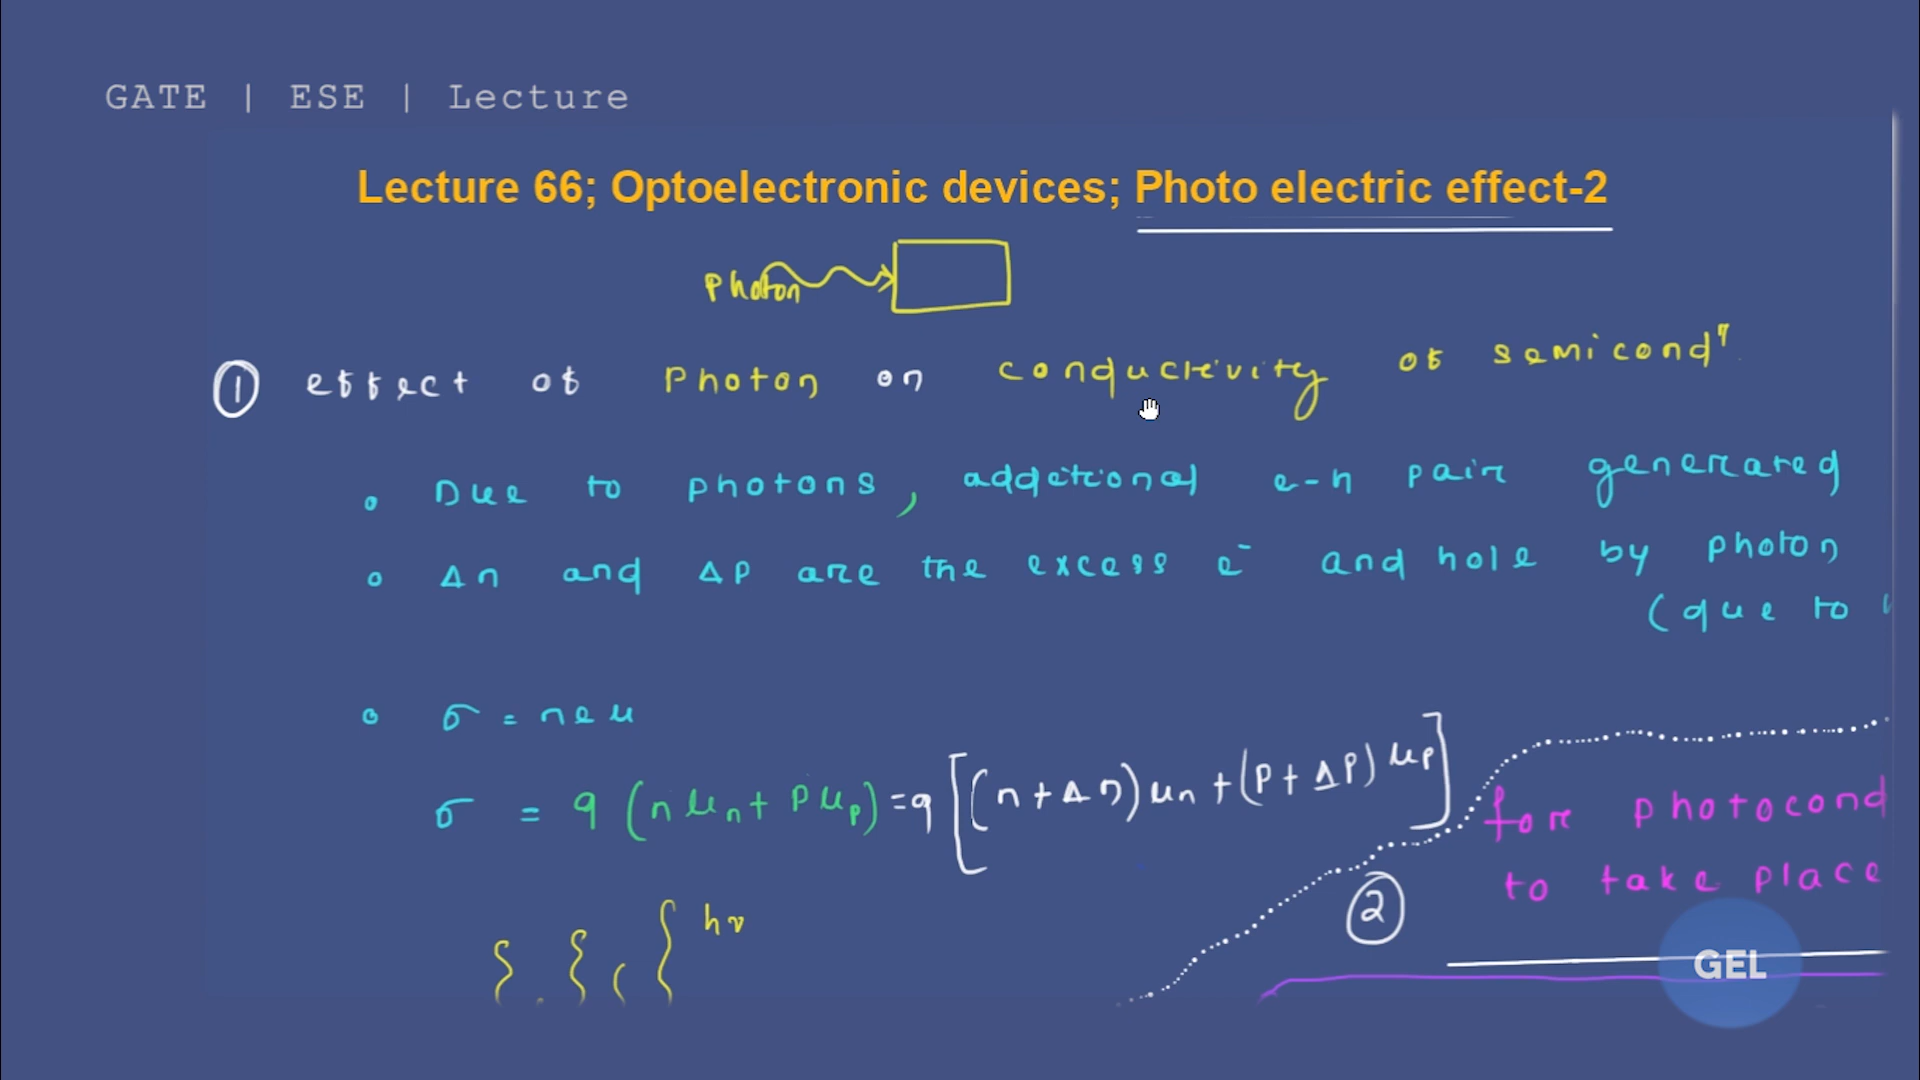 GATE | ESE | Lecture
Lecture 66; Optoelectronic devices; Photo electric effect-2
Photon
① effect of Photon on conductivity of semicondⁿ
• Due to photons, additional e-h pair generated
• Δn and Δp are the excess e⁻ and hole by photon
(due to
• σ = neμ
σ = q (nμₙ + pμₚ) = q [(n + Δn) μₙ + (p + Δp) μₚ]
for photocond
② to take place
hν
GEL